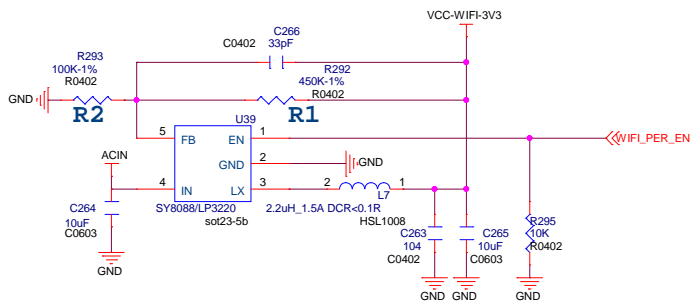 VCC-WIFI-3V3
C266
33pF
C0402
R293
100K-1%
R0402
R292
450K-1%
R0402
GND
R2
R1
U39
5
FB
EN
1
WIFI_PER_EN
GND
2
GND
ACIN
4
IN
LX
3
2
1
L7
SY8088/LP3220
sot23-5b
2.2uH_1.5A DCR<0.1R
HSL1008
C264
10uF
C0603
GND
C263
104
C0402
C265
10uF
C0603
R295
10K
R0402
GND
GND
GND